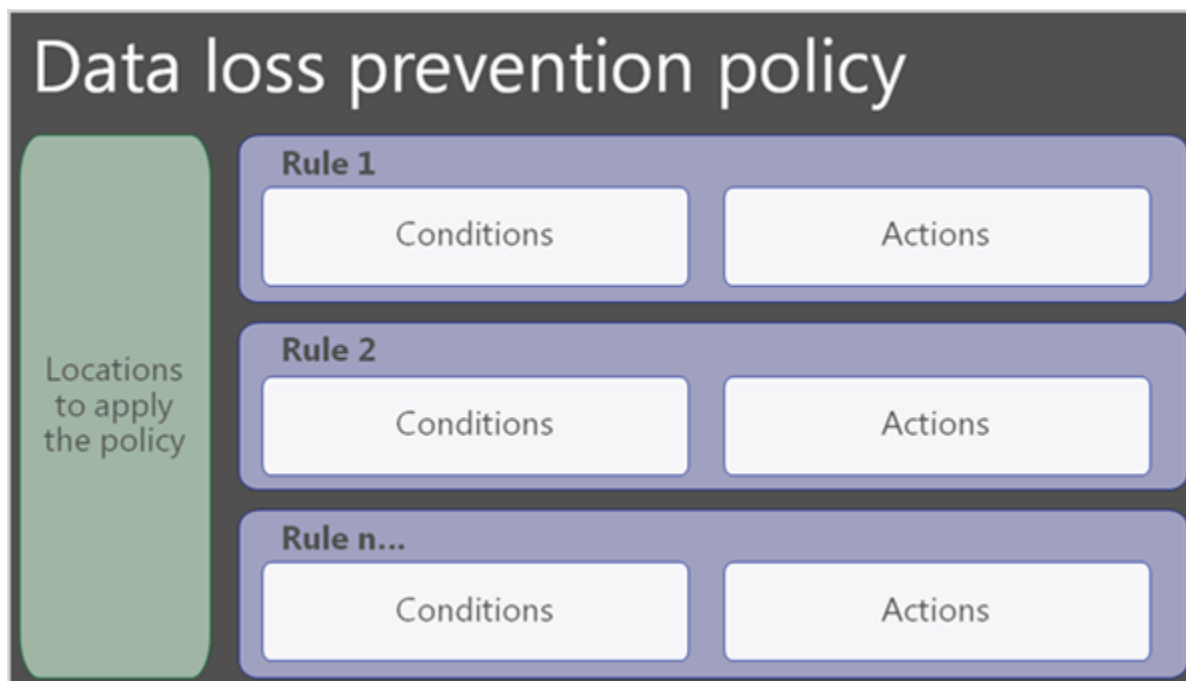 Data loss prevention policy
Locations
to apply
the policy
Rule 1
Conditions
Actions
Rule 2
Conditions
Actions
Rule n...
Conditions
Actions